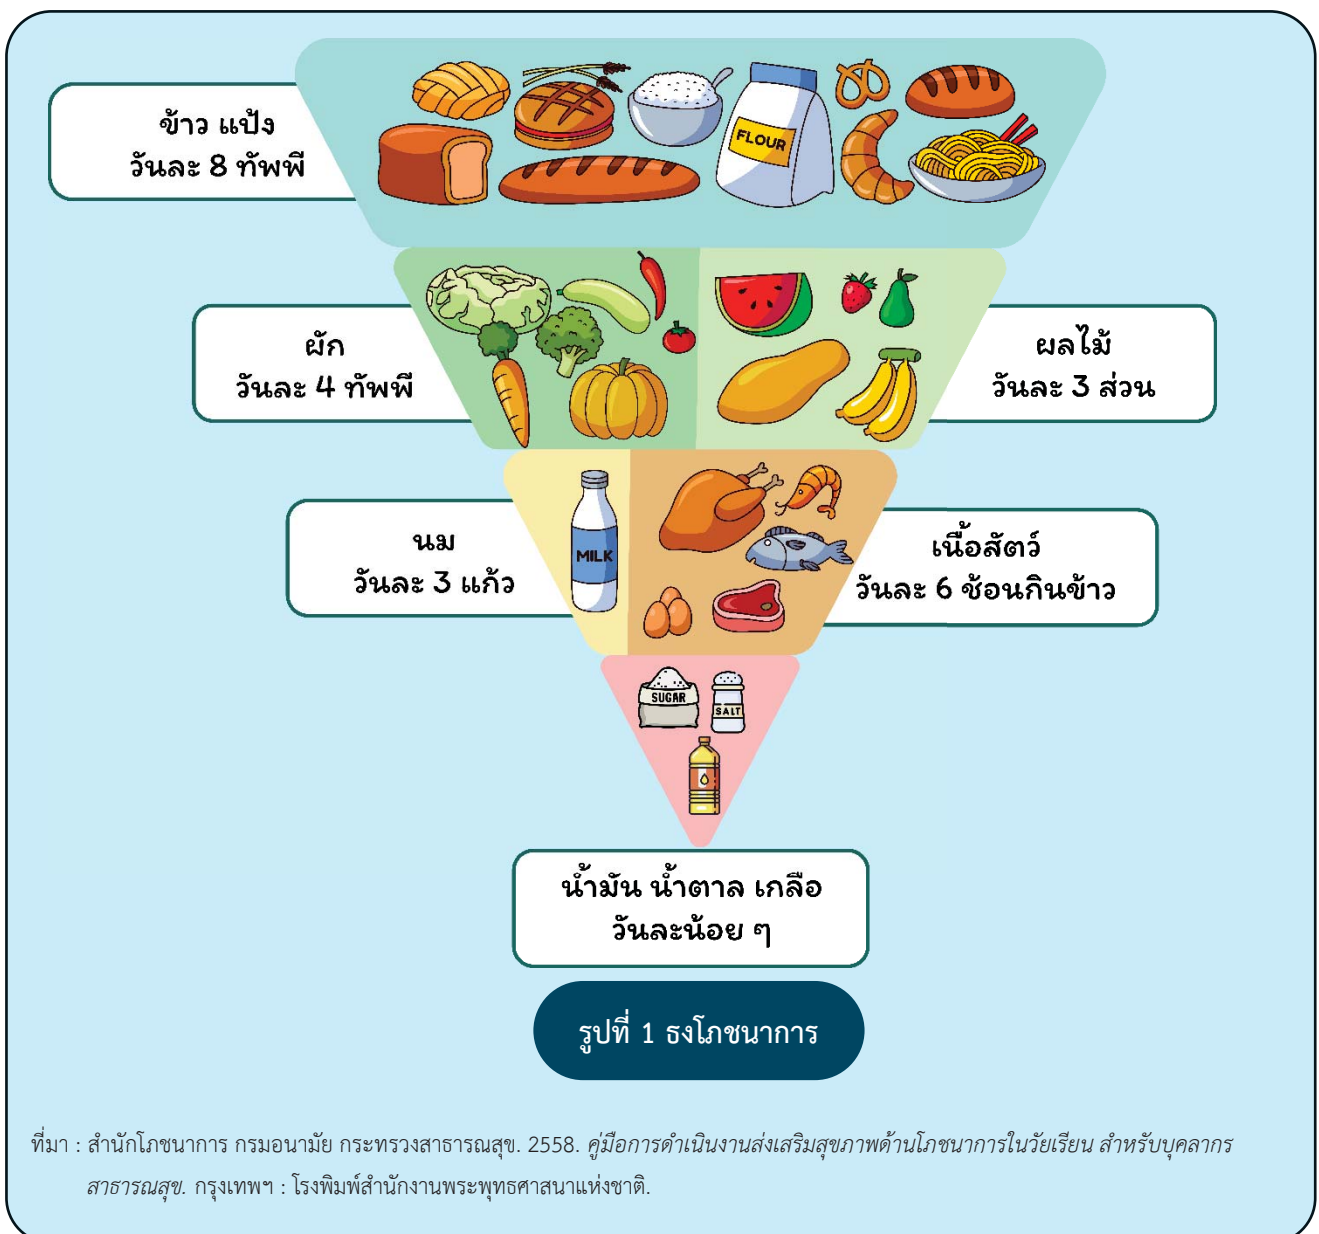 ข้าว แป้ง
วันละ 8 ทัพพี
FLOUR
ผัก
วันละ 4 ทัพพี
ผลไม้
วันละ 3 ส่วน
นม
วันละ 3 แก้ว
MILK
เนื้อสัตว์
วันละ 6 ช้อนกินข้าว
SUGAR
SALT
น้ำมัน น้ำตาล เกลือ
วันละน้อย ๆ
รูปที่ 1 ธงโภชนาการ
ที่มา : สำนักโภชนาการ กรมอนามัย กระทรวงสาธารณสุข. 2558. คู่มือการดำเนินงานส่งเสริมสุขภาพด้านโภชนาการในวัยเรียน สำหรับบุคลากร
สาธารณสุข. กรุงเทพฯ : โรงพิมพ์สำนักงานพระพุทธศาสนาแห่งชาติ.